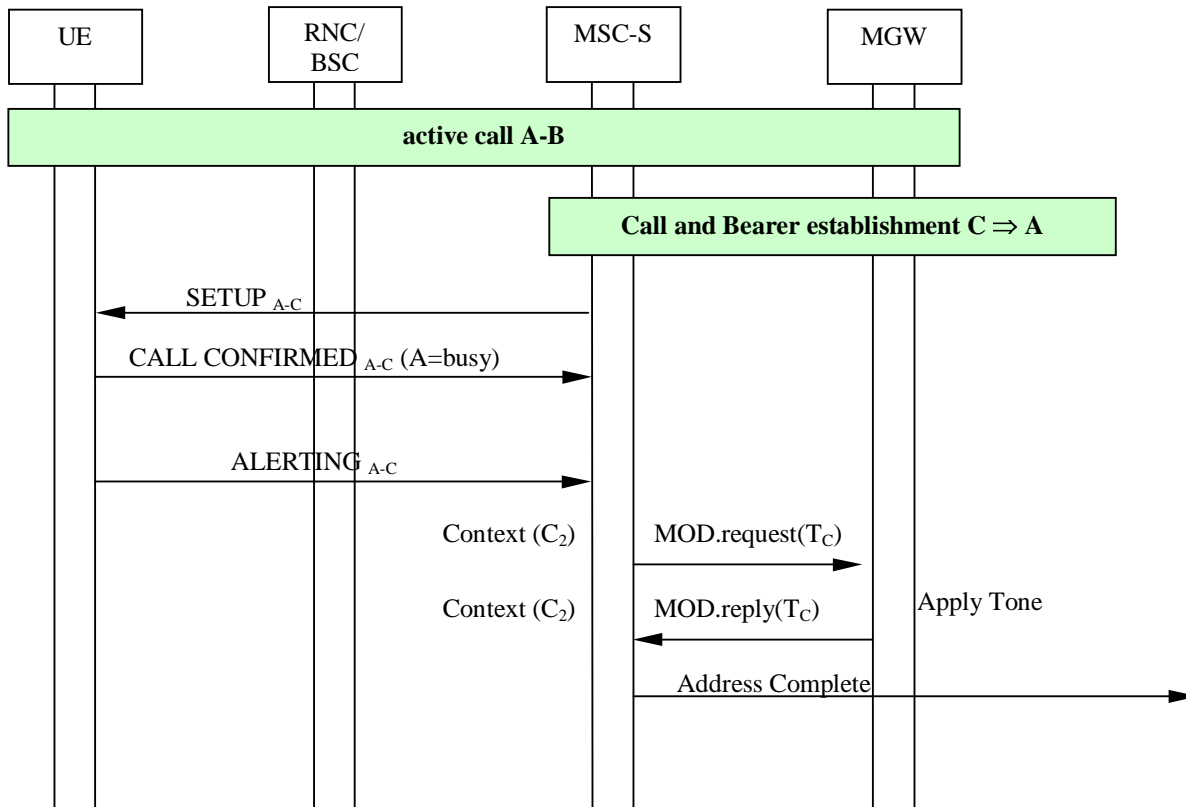 UE
RNC/
BSC
MSC-S
MGW
active call A-B
Call and Bearer establishment C ⇒ A
SETUP A-C
CALL CONFIRMED A-C (A=busy)
ALERTING A-C
Context (C2)
MOD.request(TC)
Context (C2)
MOD.reply(TC)
Apply Tone
Address Complete